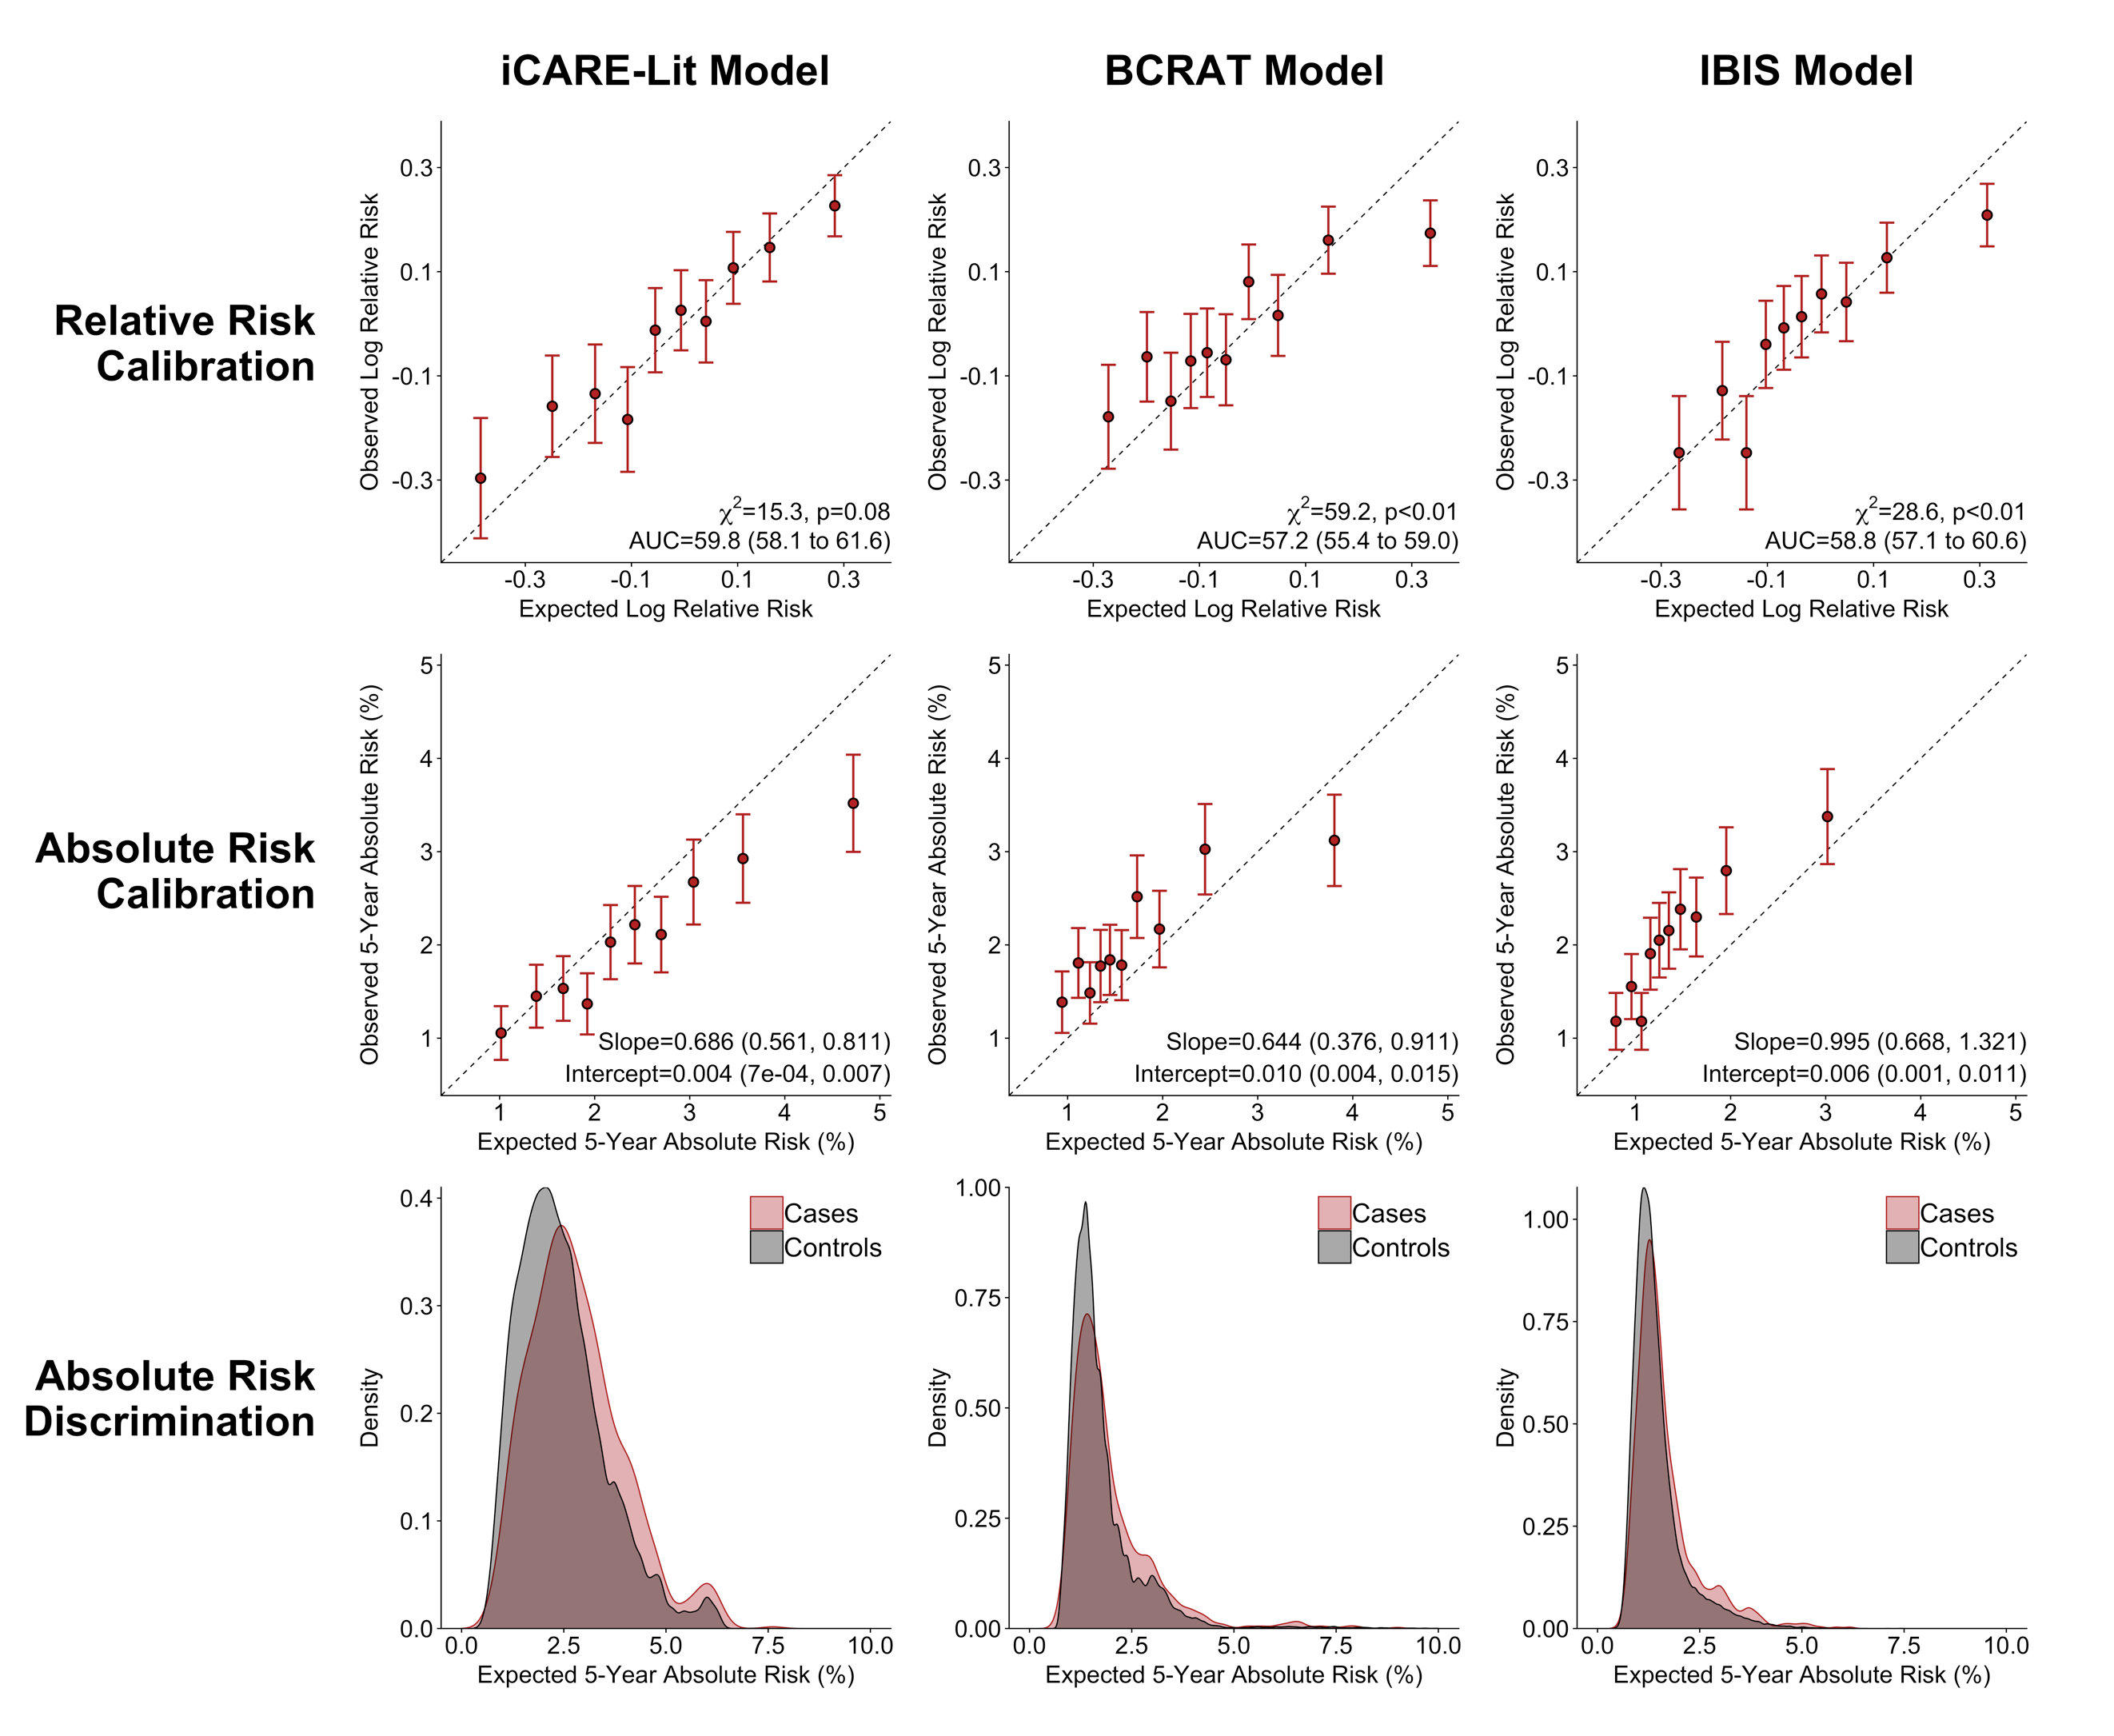 iCARE-Lit Model
BCRAT Model
IBIS Model
Relative Risk
Calibration
Observed Log Relative Risk
0.3
0.1
-0.1
-0.3
χ2=15.3, p=0.08
AUC=59.8 (58.1 to 61.6)
-0.3 -0.1 0.1 0.3
Expected Log Relative Risk
Observed Log Relative Risk
0.3
0.1
-0.1
-0.3
χ2=59.2, p<0.01
AUC=57.2 (55.4 to 59.0)
-0.3 -0.1 0.1 0.3
Expected Log Relative Risk
Observed Log Relative Risk
0.3
0.1
-0.1
-0.3
χ2=28.6, p<0.01
AUC=58.8 (57.1 to 60.6)
-0.3 -0.1 0.1 0.3
Expected Log Relative Risk
Absolute Risk
Calibration
Observed 5-Year Absolute Risk (%)
5
4
3
2
1
Slope=0.686 (0.561, 0.811)
Intercept=0.004 (7e-04, 0.007)
1 2 3 4 5
Expected 5-Year Absolute Risk (%)
Observed 5-Year Absolute Risk (%)
5
4
3
2
1
Slope=0.644 (0.376, 0.911)
Intercept=0.010 (0.004, 0.015)
1 2 3 4 5
Expected 5-Year Absolute Risk (%)
Observed 5-Year Absolute Risk (%)
5
4
3
2
1
Slope=0.995 (0.668, 1.321)
Intercept=0.006 (0.001, 0.011)
1 2 3 4 5
Expected 5-Year Absolute Risk (%)
Absolute Risk
Discrimination
Density
0.4
0.3
0.2
0.1
0.0
Cases
Controls
0.0 2.5 5.0 7.5 10.0
Expected 5-Year Absolute Risk (%)
Density
1.00
0.75
0.50
0.25
0.00
Cases
Controls
0.0 2.5 5.0 7.5 10.0
Expected 5-Year Absolute Risk (%)
Density
1.00
0.75
0.50
0.25
0.00
Cases
Controls
0.0 2.5 5.0 7.5 10.0
Expected 5-Year Absolute Risk (%)